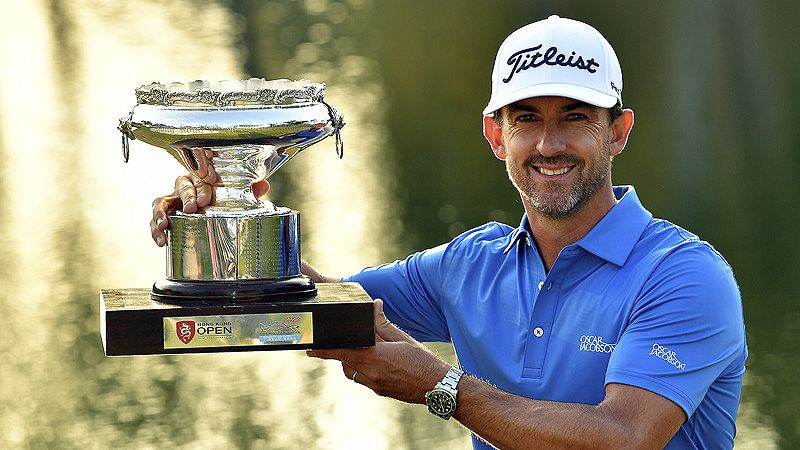 Titleist
HONG KONG
OPEN
OSCAR
JACOBSON
OSCAR
JACOBSON